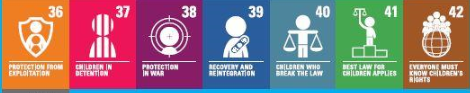 36
PROTECTION FROM
EXPLOITATION
37
CHILDREN IN
DETENTION
38
PROTECTION
IN WAR
39
RECOVERY AND
REINTEGRATION
40
CHILDREN WHO
BREAK THE LAW
41
BEST LAW FOR
CHILDREN APPLIES
42
EVERYONE MUST
KNOW CHILDREN'S
RIGHTS